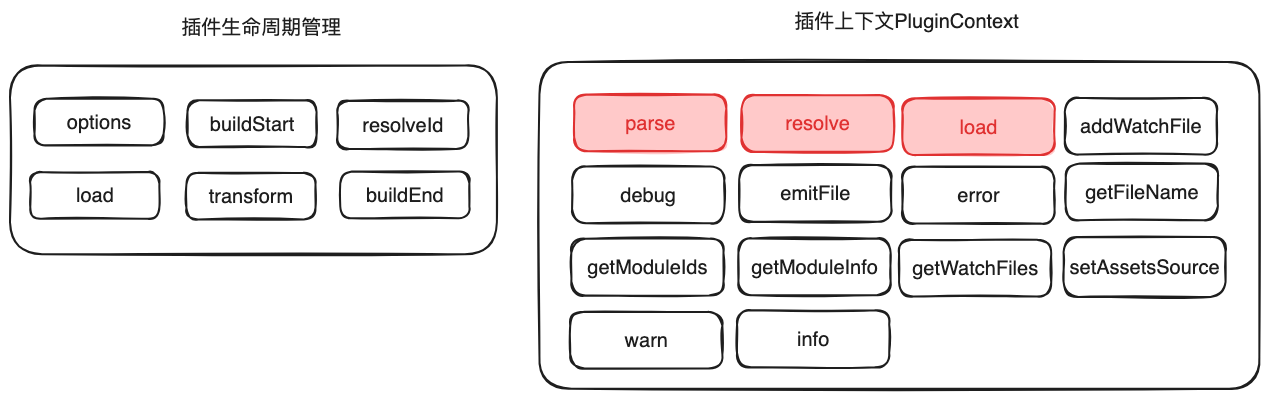 插件生命周期管理
options
buildStart
resolveId
load
transform
buildEnd
插件上下文PluginContext
parse
resolve
load
addWatchFile
debug
emitFile
error
getFileName
getModuleIds
getModuleInfo
getWatchFiles
setAssetsSource
warn
info